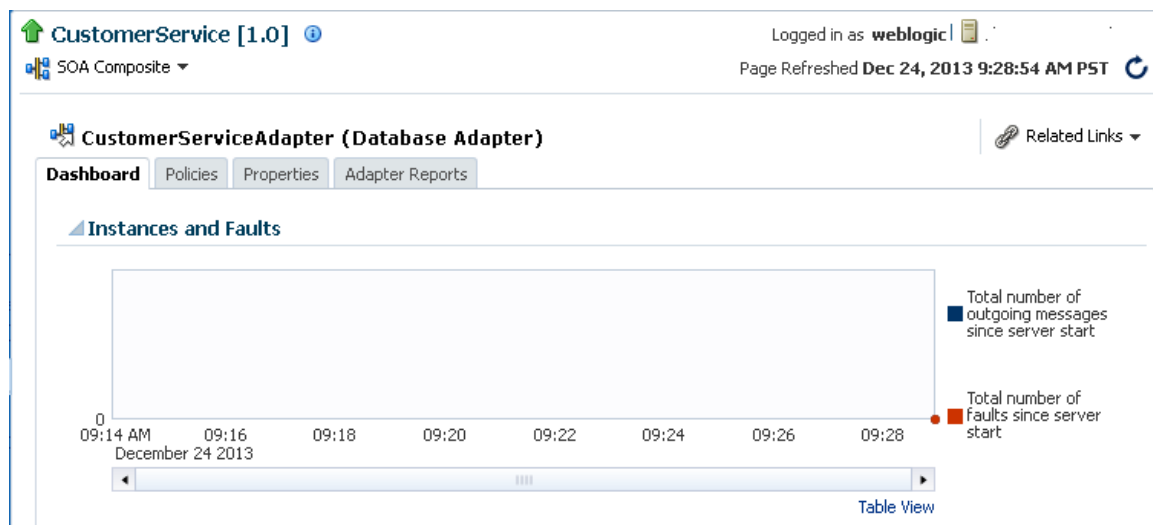 CustomerService [1.0]
Logged in as weblogic
SOA Composite
Page Refreshed Dec 24, 2013 9:28:54 AM PST
CustomerServiceAdapter (Database Adapter)
Related Links
Dashboard Policies Properties Adapter Reports
Instances and Faults
Total number of
outgoing messages
since server start
Total number of
faults since server
start
0
09:14 AM 09:16 09:18 09:20 09:22 09:24 09:26 09:28
December 24 2013
Table View